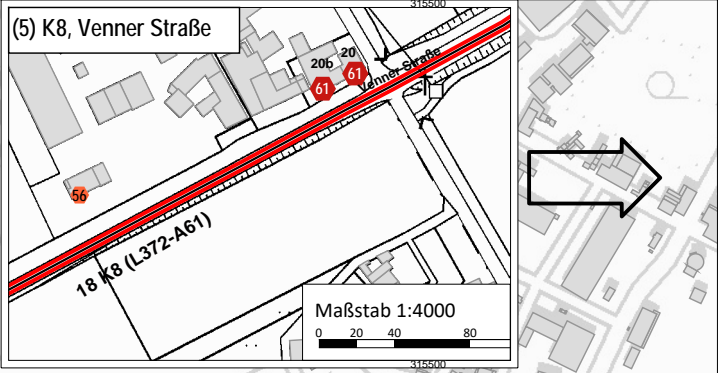 315500
(5) K8, Venner Straße
20b 20
61 61
Venner Straße
56
18 K8 (L372-A61)
Maßstab 1:4000
0 20 40 80
315500